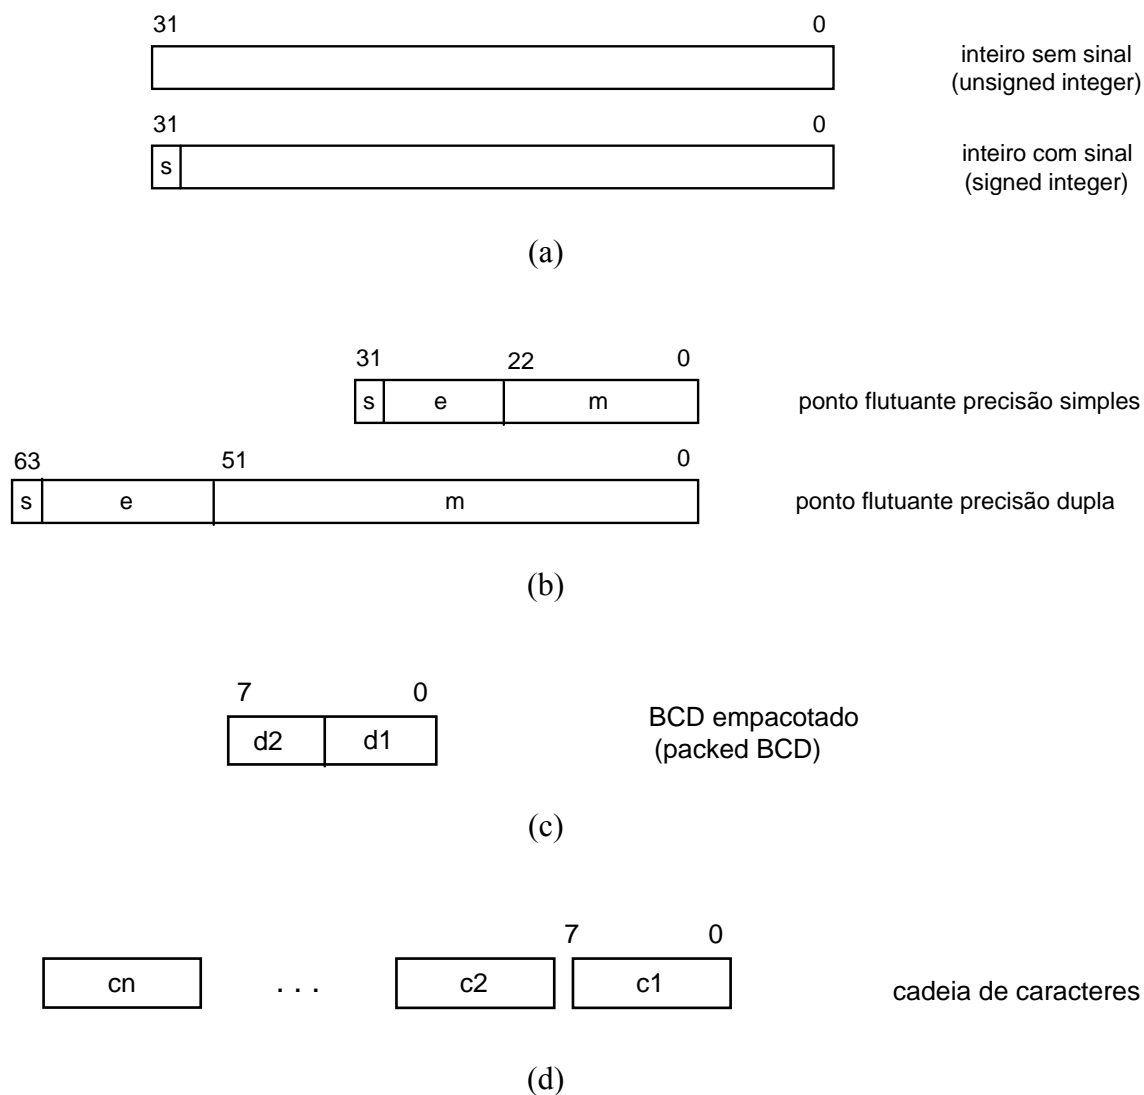 31 0
inteiro sem sinal
(unsigned integer)
31 0
s
inteiro com sinal
(signed integer)
(a)
31 22 0
s e m
ponto flutuante precisão simples
63 51 0
s e m
ponto flutuante precisão dupla
(b)
7 0
d2 d1
BCD empacotado
(packed BCD)
(c)
7 0
cn . . . c2 c1
cadeia de caracteres
(d)